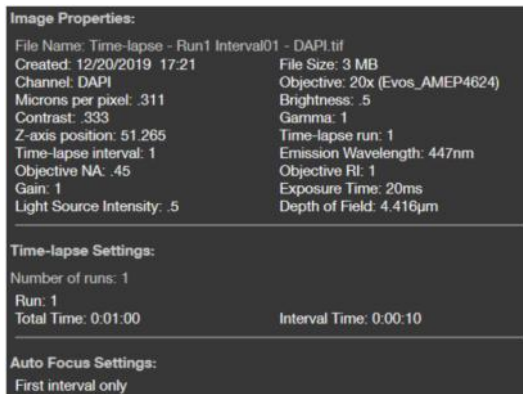 Image Properties:
File Name: Time-lapse - Run1 Interval01 - DAPI.tif
Created: 12/20/2019 17:21 File Size: 3 MB
Channel: DAPI Objective: 20x (Evos_AMEP4624)
Microns per pixel: .311 Brightness: .5
Contrast: .333 Gamma: 1
Z-axis position: 51.265 Time-lapse run: 1
Time-lapse interval: 1 Emission Wavelength: 447nm
Objective NA: .45 Objective RI: 1
Gain: 1 Exposure Time: 20ms
Light Source Intensity: .5 Depth of Field: 4.416μm
Time-lapse Settings:
Number of runs: 1
Run: 1
Total Time: 0:01:00 Interval Time: 0:00:10
Auto Focus Settings:
First interval only